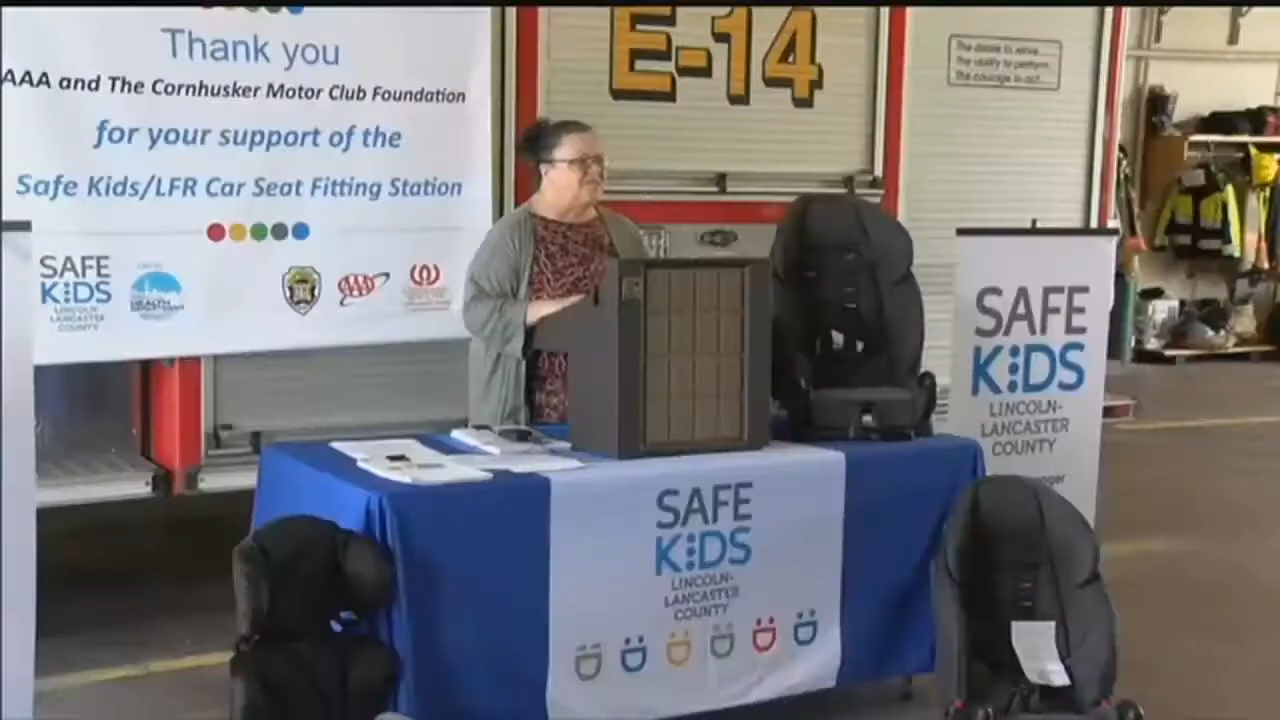 Thank you
AAA and The Cornhusker Motor Club Foundation
for your support of the
Safe Kids/LFR Car Seat Fitting Station
SAFE
KIDS
LINCOLN-
LANCASTER
COUNTY
HEALTH
AAA
E-14
The desire to serve.
The ability to perform.
The courage to act.
SAFE
KIDS
LINCOLN-
LANCASTER
COUNTY
SAFE
KIDS
LINCOLN-
LANCASTER
COUNTY